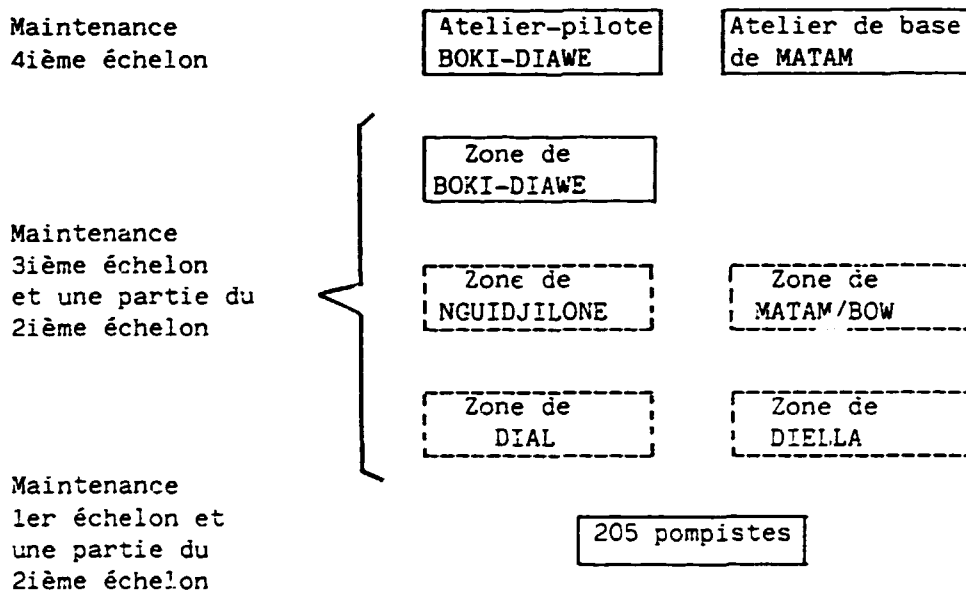 Maintenance
4ième échelon
Atelier-pilote
BOKI-DIAWE
Atelier de base
de MATAM
Zone de
BOKI-DIAWE
Maintenance
3ième échelon
et une partie du
2ième échelon
Zone de
NGUIDJILONE
Zone de
MATAM/BOW
Zone de
DIAL
Zone de
DIELLA
Maintenance
1er échelon et
une partie du
2ième échelon
205 pompistes